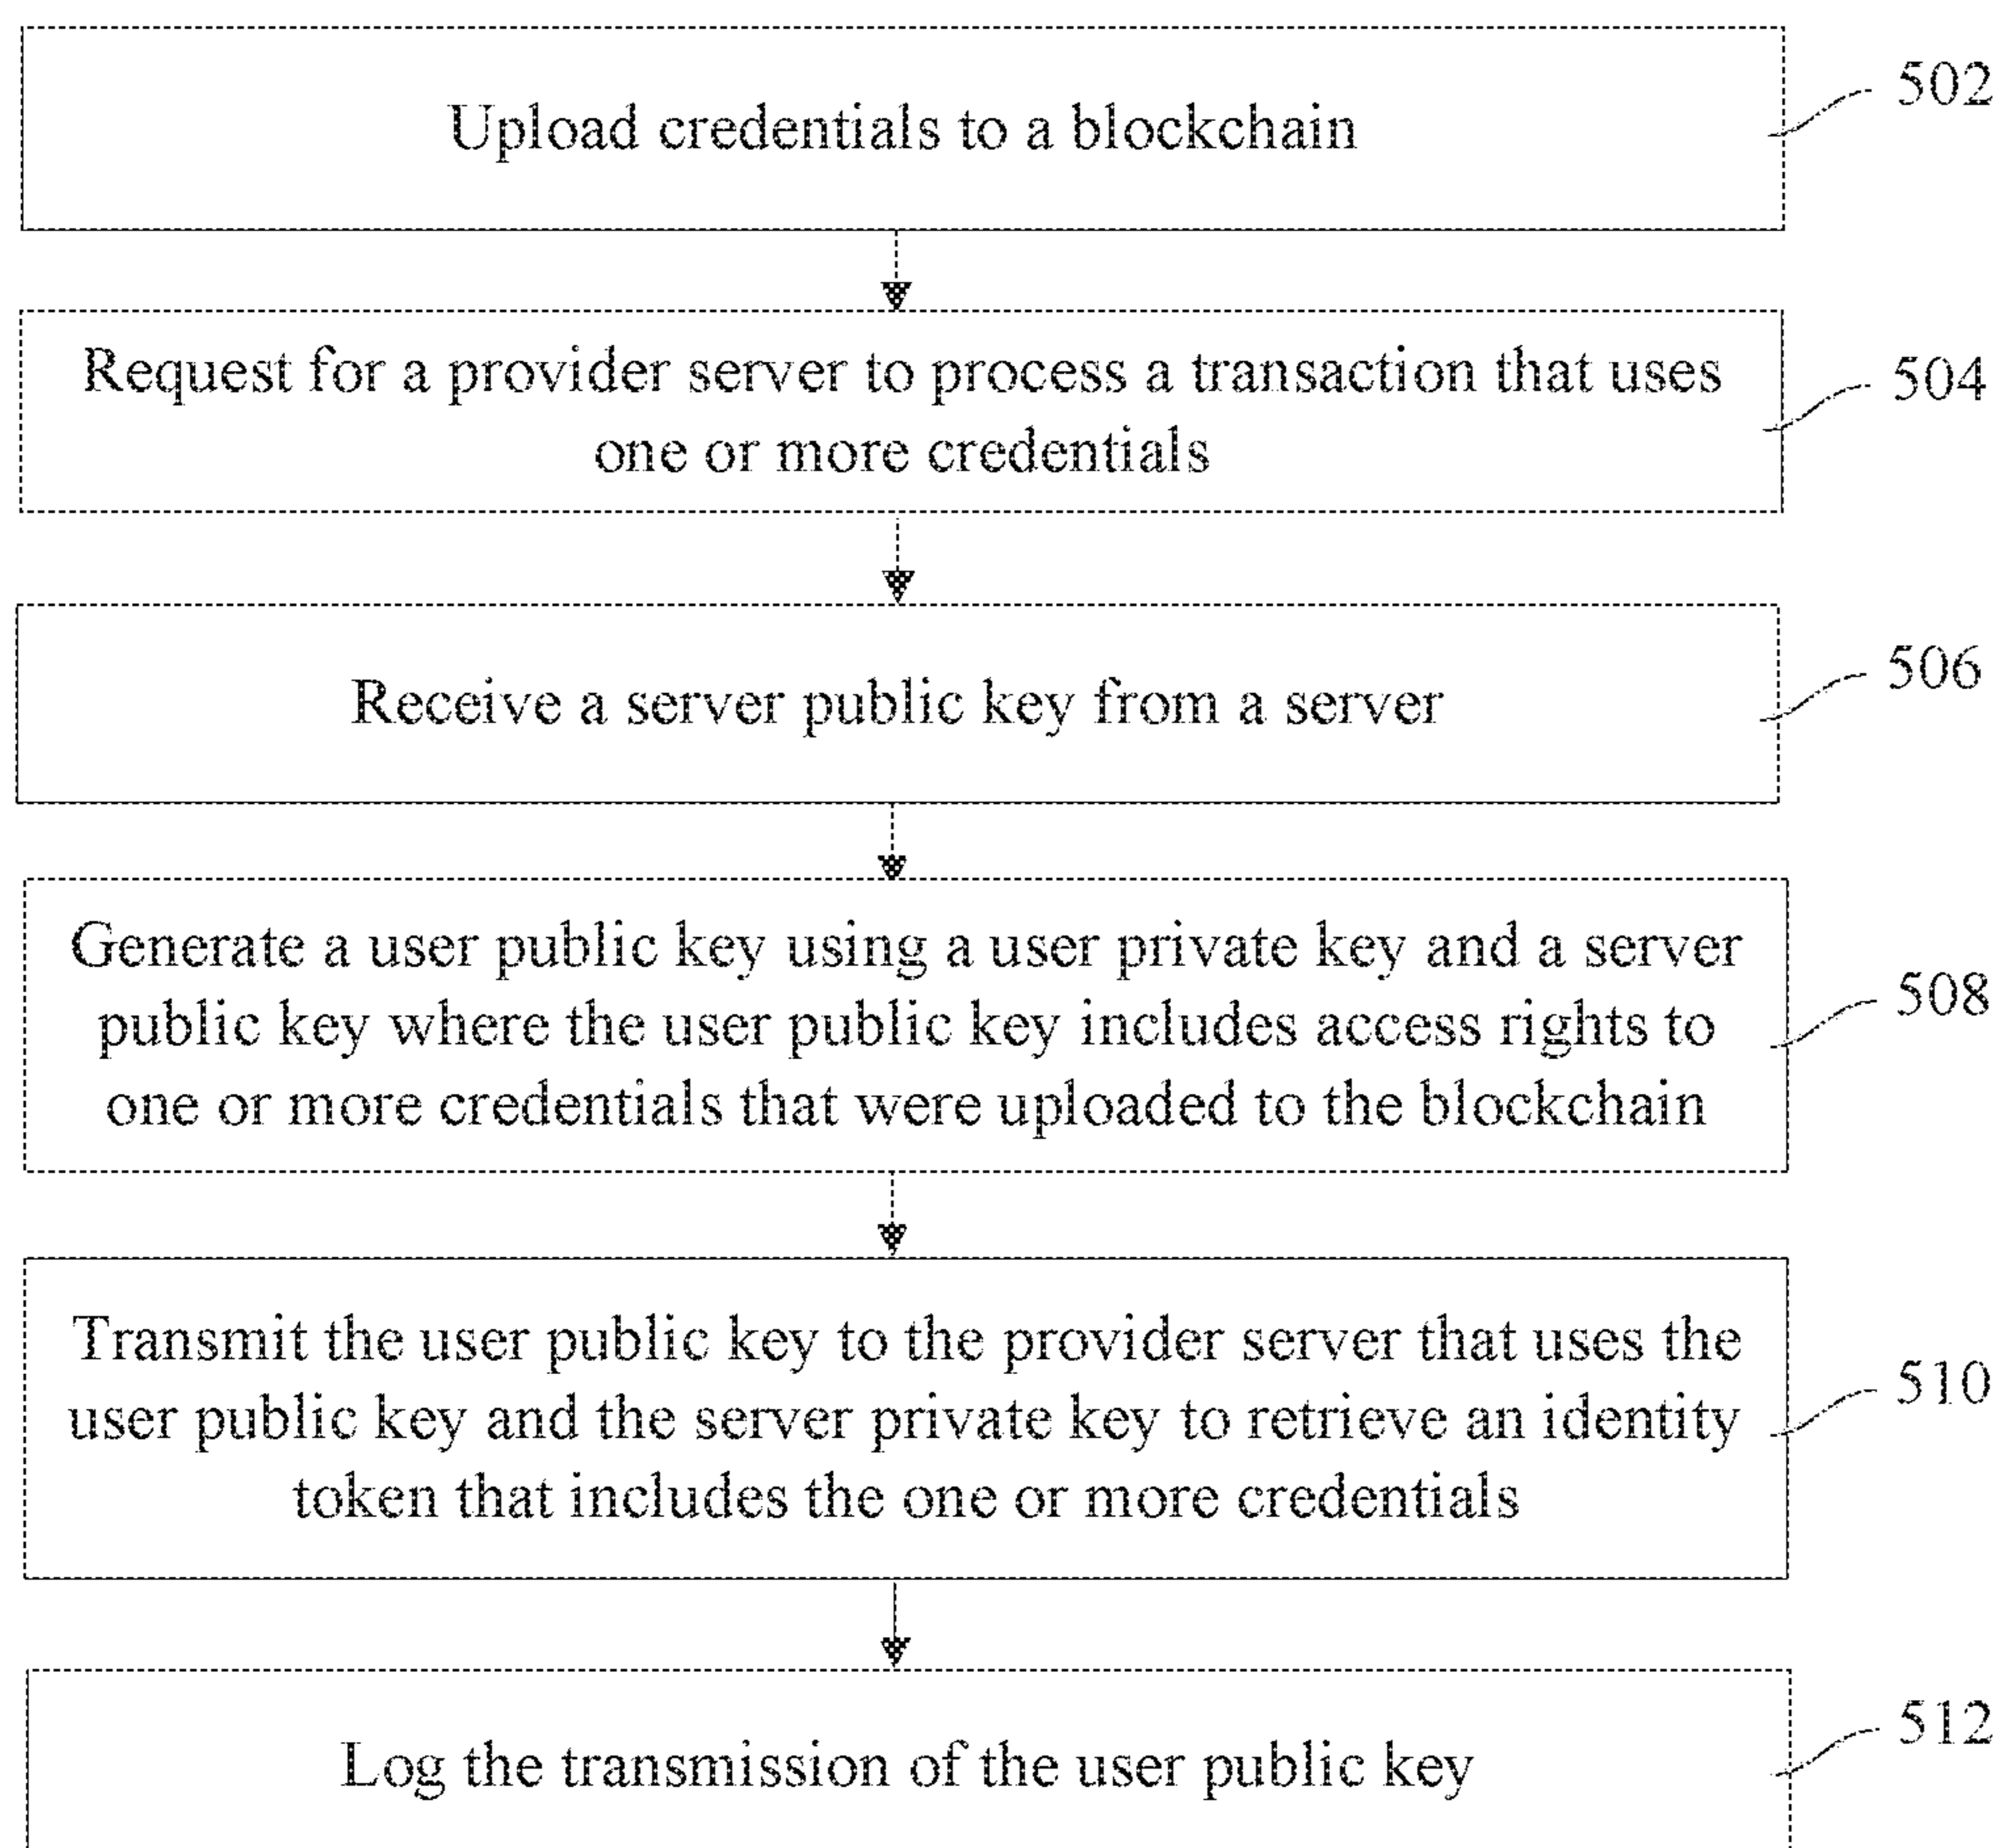 Upload credentials to a blockchain
502
Request for a provider server to process a transaction that uses
one or more credentials
504
Receive a server public key from a server
506
Generate a user public key using a user private key and a server
public key where the user public key includes access rights to
one or more credentials that were uploaded to the blockchain
508
Transmit the user public key to the provider server that uses the
user public key and the server private key to retrieve an identity
token that includes the one or more credentials
510
Log the transmission of the user public key
512